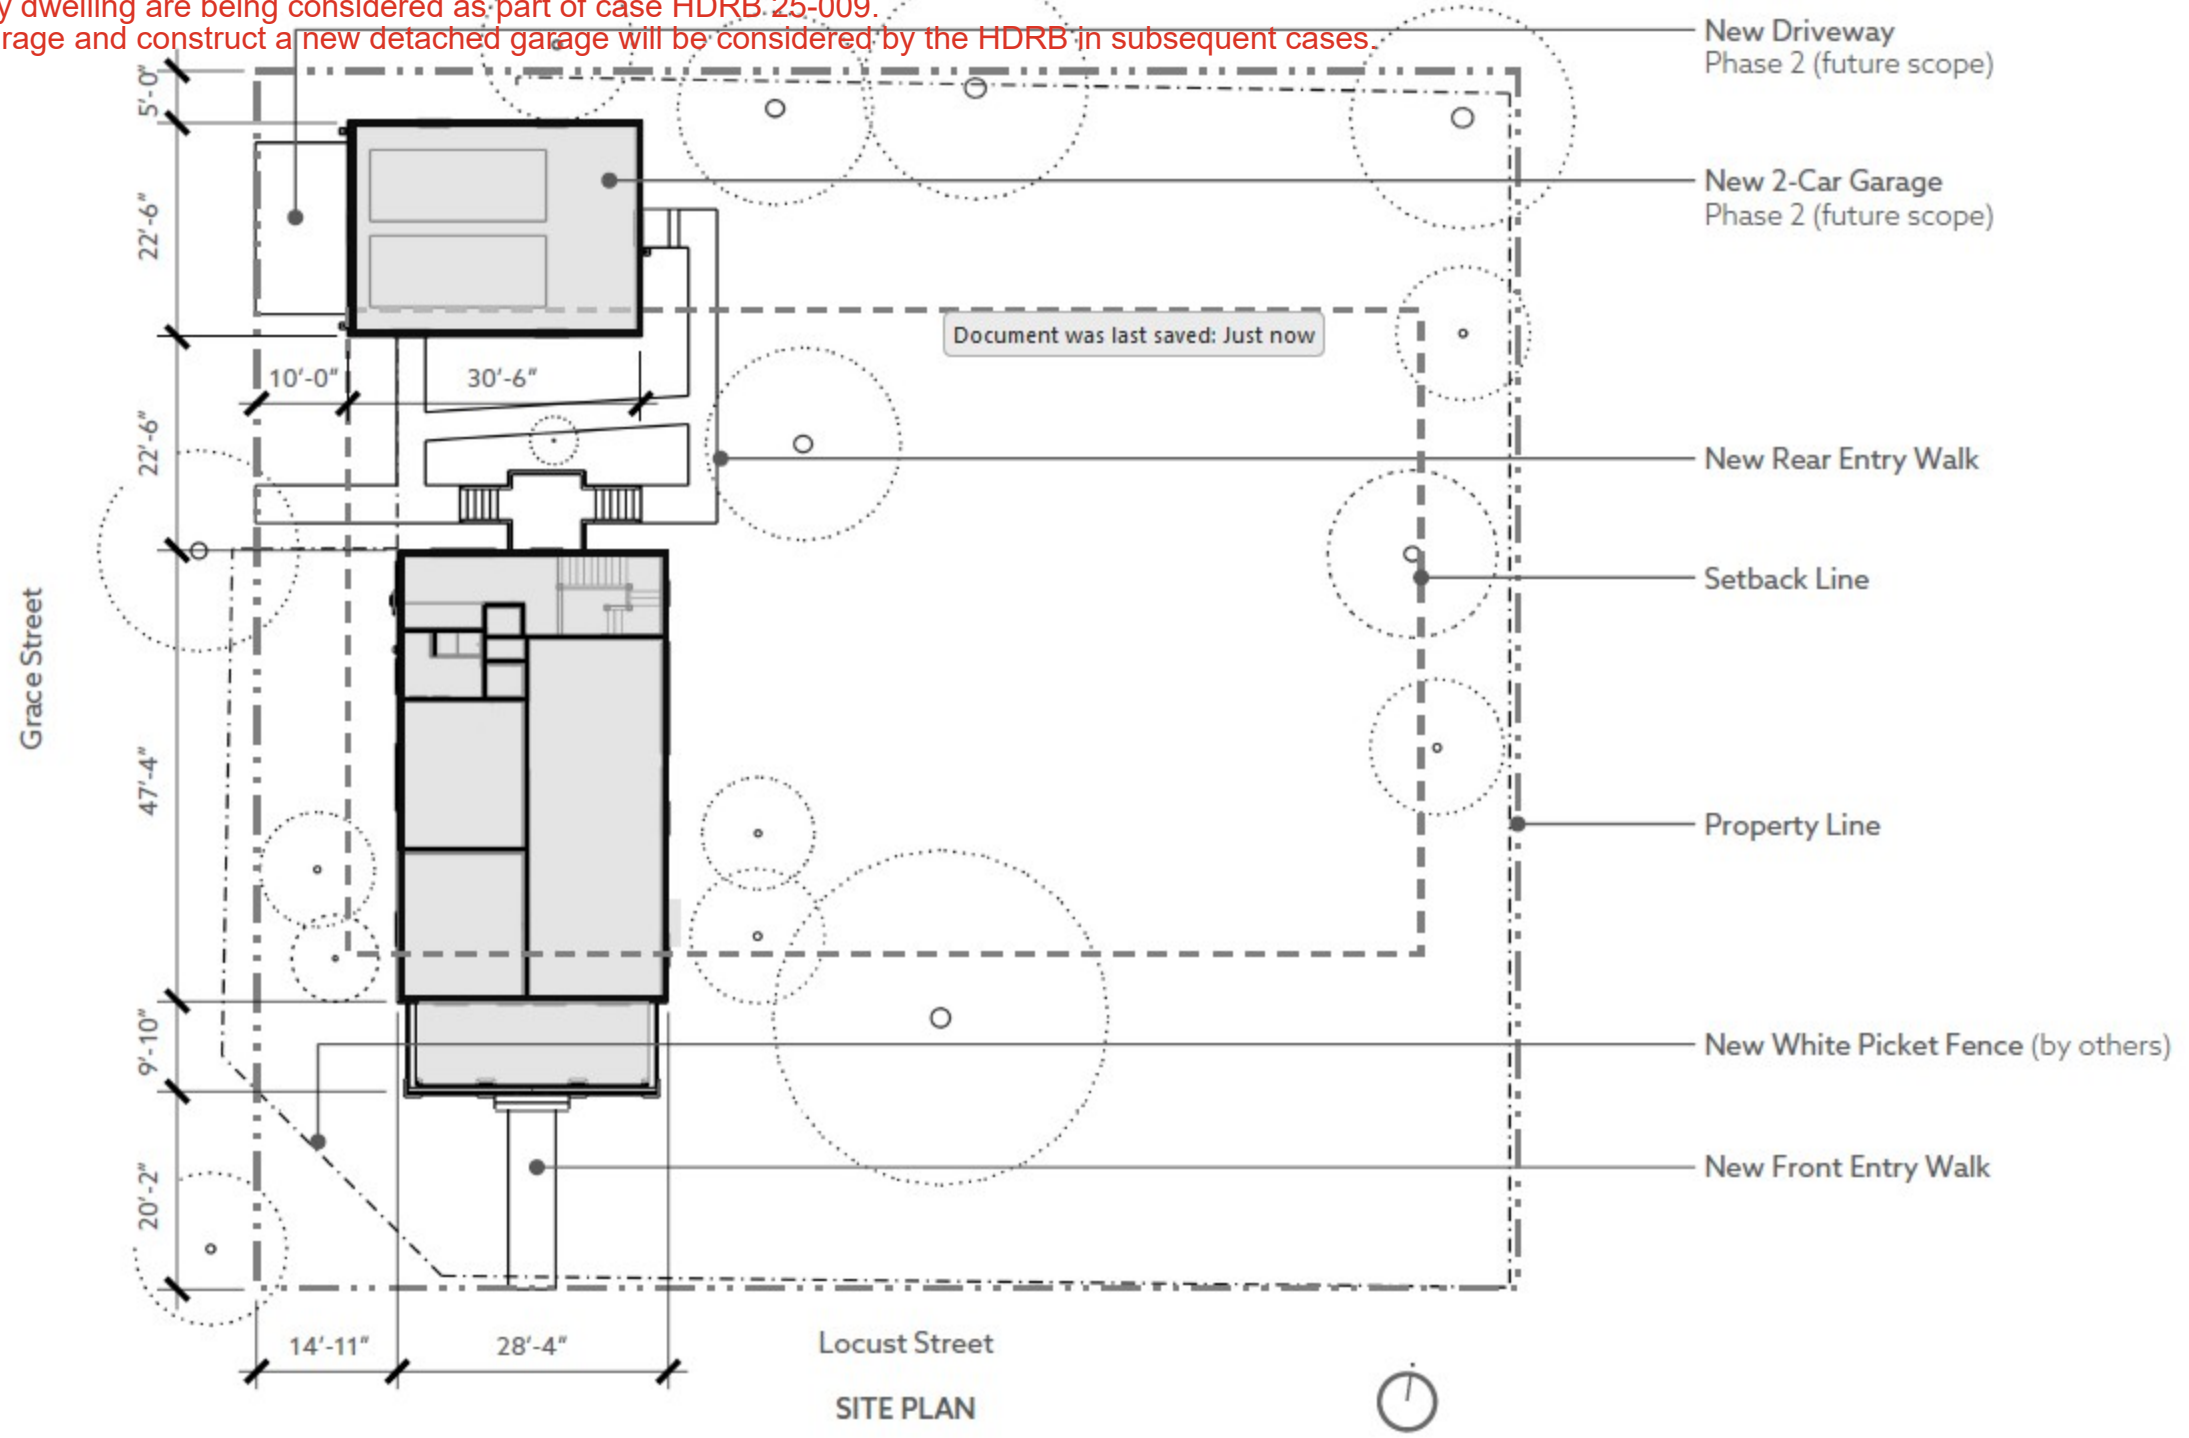 y dwelling are being considered as part of case HDRB 25-009.
rage and construct a new detached garage will be considered by the HDRB in subsequent cases.
New Driveway
Phase 2 (future scope)
5'-0"
New 2-Car Garage
Phase 2 (future scope)
22'-6"
Document was last saved: Just now
10'-0"
30'-6"
22'-6"
New Rear Entry Walk
Setback Line
Grace Street
47'-4"
Property Line
9'-10"
New White Picket Fence (by others)
20'-2"
New Front Entry Walk
14'-11"
28'-4"
Locust Street
SITE PLAN